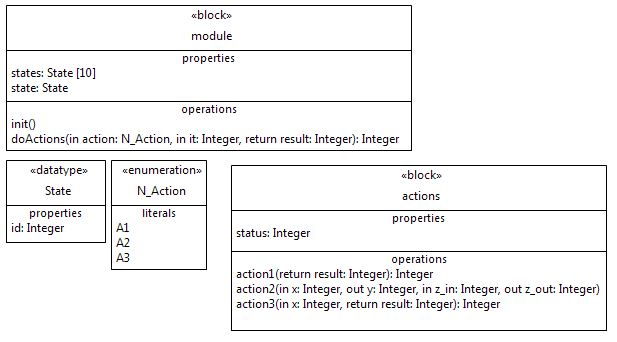 «block»
module
properties
states: State [10]
state: State
operations
init()
doActions(in action: N_Action, in it: Integer, return result: Integer): Integer
«datatype»
State
properties
id: Integer
«enumeration»
N_Action
literals
A1
A2
A3
«block»
actions
properties
status: Integer
operations
action1(return result: Integer): Integer
action2(in x: Integer, out y: Integer, in z_in: Integer, out z_out: Integer)
action3(in x: Integer, return result: Integer): Integer